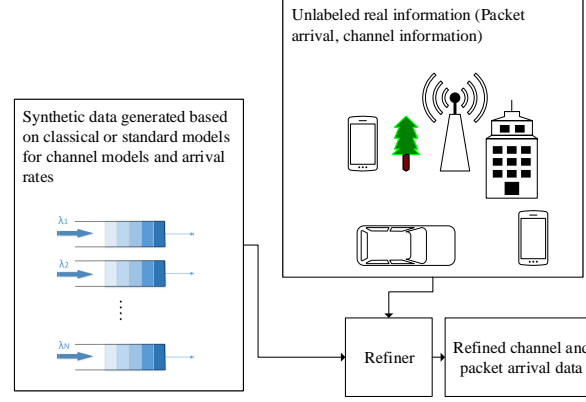 Unlabeled real information (Packet
arrival, channel information)
Synthetic data generated based
on classical or standard models
for channel models and arrival
rates
λ1
λ2
λN
Refiner
Refined channel and
packet arrival data